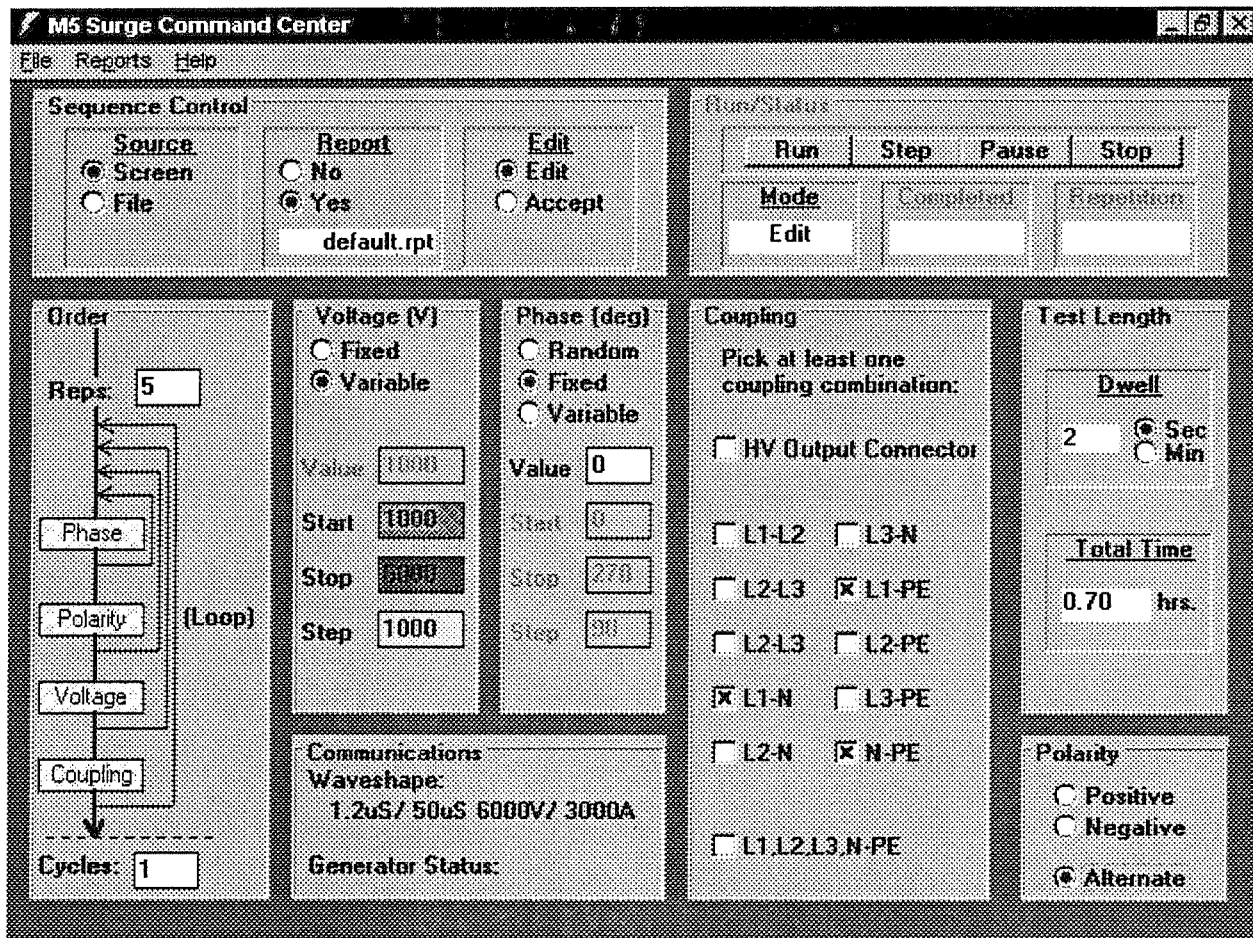 M5 Surge Command Center
File Reports Help
Sequence Control
Source
Screen
File
Report
No
Yes
default.rpt
Edit
Edit
Accept
Run/Status
Run Step Pause Stop
Mode
Edit
Completed
Repetition
Order
Reps: 5
Phase
Polarity
(Loop)
Voltage
Coupling
Cycles: 1
Voltage (V)
Fixed
Variable
Value 1000
Start 1000
Stop 6000
Step 1000
Phase (deg)
Random
Fixed
Variable
Value 0
Start 0
Stop 270
Step 90
Communications
Waveshape:
1.2uS/ 50uS 6000V/ 3000A
Generator Status:
Coupling
Pick at least one
coupling combination:
HV Output Connector
L1-L2 L3-N
L2-L3 L1-PE
L2-L3 L2-PE
L1-N L3-PE
L2-N N-PE
L1,L2,L3,N-PE
Test Length
Dwell
2 Sec
Min
Total Time
0.70 hrs.
Polarity
Positive
Negative
Alternate